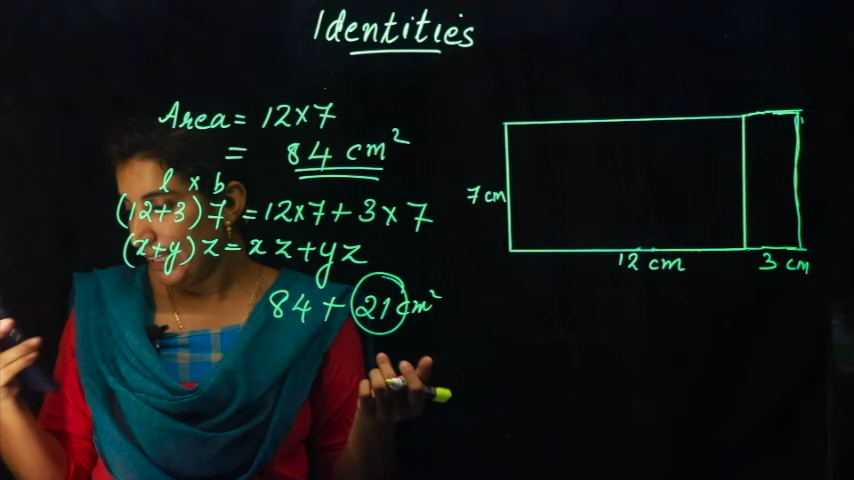 Identities
Area = 12×7
= 84 cm²
l × b
(12+3) 7 = 12×7 + 3×7
(x+y) z = xz + yz
84 + 21 cm²
7 cm
12 cm
3 cm